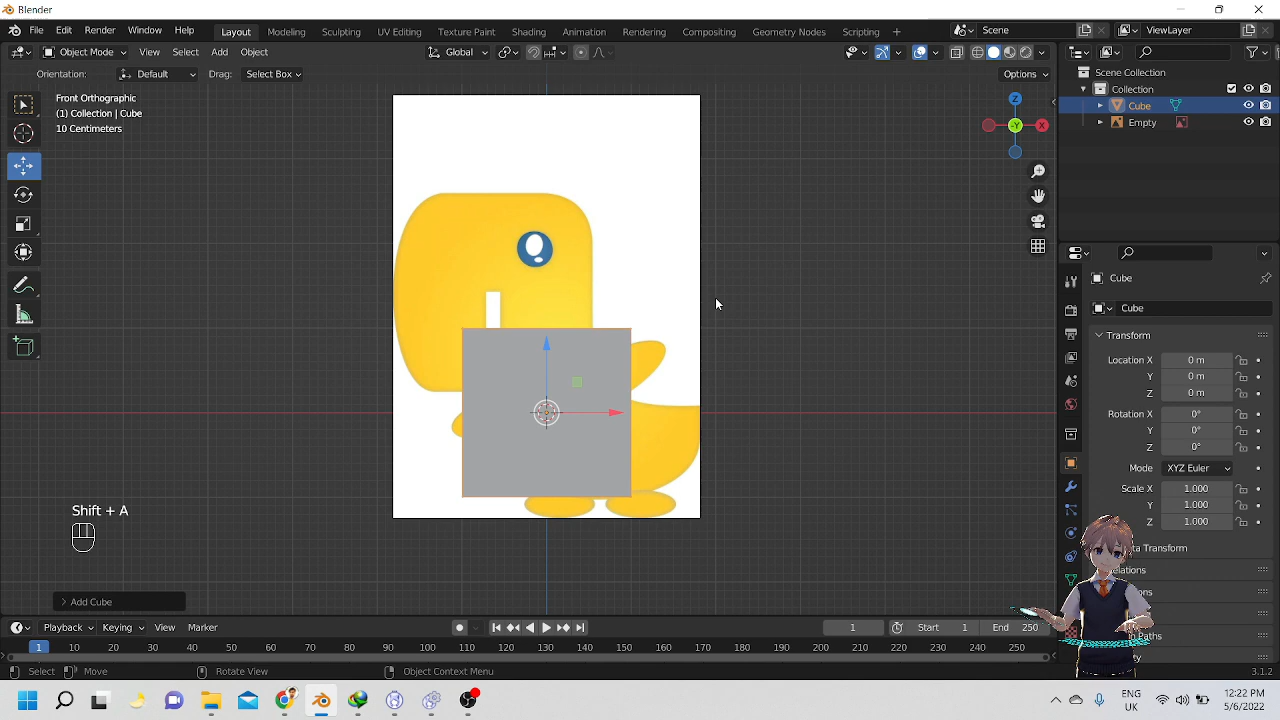 Blender
File Edit Render Window Help Layout Modeling Sculpting UV Editing Texture Paint Shading Animation Rendering Compositing Geometry Nodes Scripting + Scene ViewLayer
Object Mode View Select Add Object Global
Orientation: Default Drag: Select Box Options
Front Orthographic
(1) Collection | Cube
10 Centimeters
Z
-Y
X
Scene Collection
Collection
Cube
Empty
Cube
Cube
Transform
Location X 0 m
Y 0 m
Z 0 m
Rotation X 0°
Y 0°
Z 0°
Mode XYZ Euler
Scale X 1.000
Y 1.000
Z 1.000
ta Transform
elations
ons
Paths
ty
Shift + A
> Add Cube
Playback Keying View Marker 1 Start 1 End 250
1 10 20 30 40 50 60 70 80 90 100 110 120 130 140 150 160 170 180 190 200 210 220 230 240 250
Select Move Rotate View Object Context Menu 3.1.2
ENG
UK
12:22 PM
5/6/2022